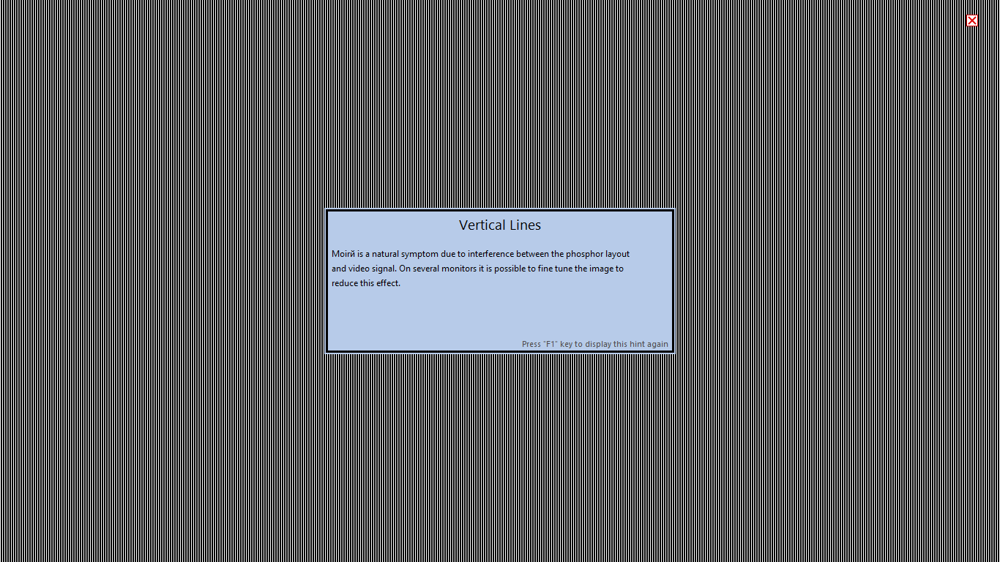 Vertical Lines
Moirй is a natural symptom due to interference between the phosphor layout
and video signal. On several monitors it is possible to fine tune the image to
reduce this effect.
Press "F1" key to display this hint again